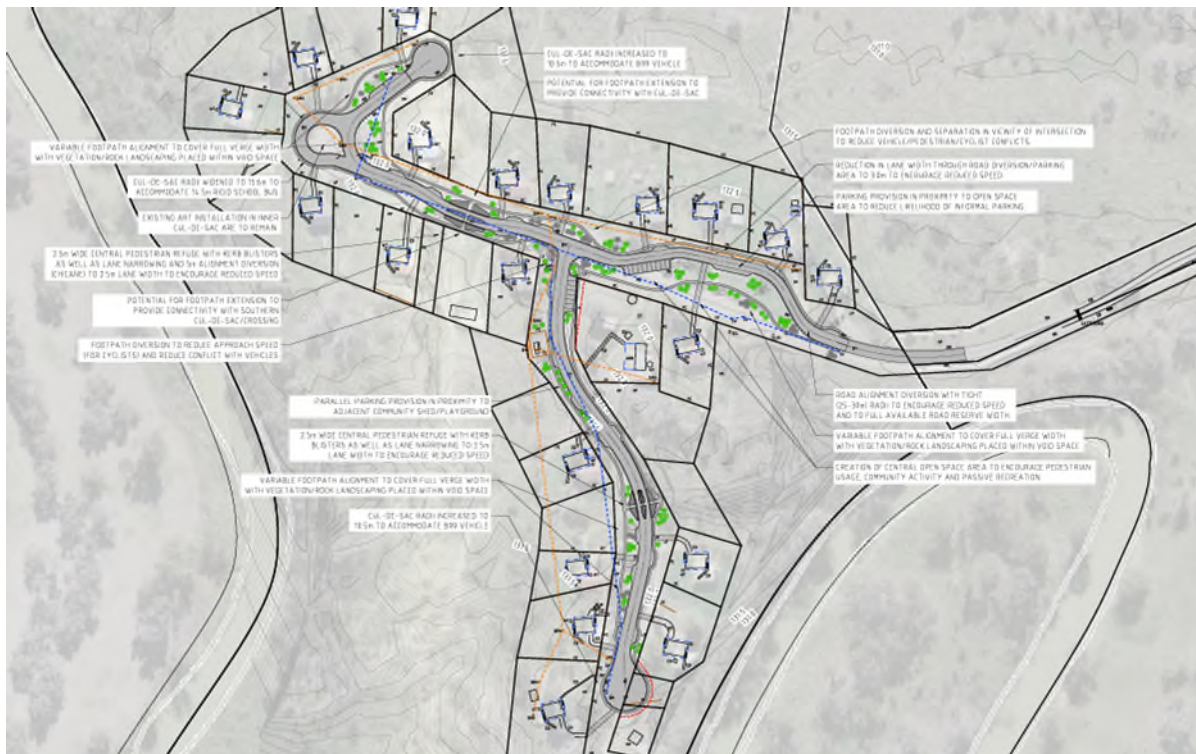 CUL-DE-SAC RADII INCREASED TO
10.5m TO ACCOMMODATE B99 VEHICLE
POTENTIAL FOR FOOTPATH EXTENSION TO
PROVIDE CONNECTIVITY WITH CUL-DE-SAC
VARIABLE FOOTPATH ALIGNMENT TO COVER FULL VERGE WIDTH
WITH VEGETATION/ROCK LANDSCAPING PLACED WITHIN VOID SPACE
CUL-DE-SAC RADII WIDENED TO
ACCOMMODATE 14.5m RIGID SCHOOL BUS
EXISTING ART INSTALLATION IN INNER
CUL-DE-SAC ARE TO REMAIN
2.5m WIDE CENTRAL PEDESTRIAN REFUGE WITH KERB BLISTERS
AS WELL AS LANE NARROWING AND 5m ALIGNMENT DIVERSION
TO 3.5m LANE WIDTH TO ENCOURAGE REDUCED SPEED
POTENTIAL FOR FOOTPATH EXTENSION TO
PROVIDE CONNECTIVITY WITH SOUTHERN
CUL-DE-SAC/CROSSING
FOOTPATH DIVERSION TO REDUCE APPROACH SPEED
(FOR CYCLISTS) AND REDUCE CONFLICT WITH VEHICLES
PARALLEL PARKING PROVISION IN PROXIMITY TO
ADJACENT COMMUNITY SHED/PLAYGROUND
2.5m WIDE CENTRAL PEDESTRIAN REFUGE WITH KERB
BLISTERS AS WELL AS LANE NARROWING TO 3.5m
LANE WIDTH TO ENCOURAGE REDUCED SPEED
VARIABLE FOOTPATH ALIGNMENT TO COVER FULL VERGE WIDTH
WITH VEGETATION/ROCK LANDSCAPING PLACED WITHIN VOID SPACE
CUL-DE-SAC RADII INCREASED TO
10.5m TO ACCOMMODATE B99 VEHICLE
FOOTPATH DIVERSION AND SEPARATION IN VICINITY OF INTERSECTION
TO REDUCE VEHICLE/PEDESTRIAN/CYCLIST CONFLICTS
REDUCTION IN LANE WIDTH THROUGH ROAD DIVERSION/PARKING
AREA TO 3.0m TO ENCOURAGE REDUCED SPEED
PARKING PROVISION IN PROXIMITY TO OPEN SPACE
AREA TO REDUCE LIKELIHOOD OF INFORMAL PARKING
ROAD ALIGNMENT DIVERSION WITH TIGHT
(25-30m) RADII TO ENCOURAGE REDUCED SPEED
AND TO FULL AVAILABLE ROAD RESERVE WIDTH
VARIABLE FOOTPATH ALIGNMENT TO COVER FULL VERGE WIDTH
WITH VEGETATION/ROCK LANDSCAPING PLACED WITHIN VOID SPACE
CREATION OF CENTRAL OPEN SPACE AREA TO ENCOURAGE PEDESTRIAN
USAGE, COMMUNITY ACTIVITY AND PASSIVE RECREATION